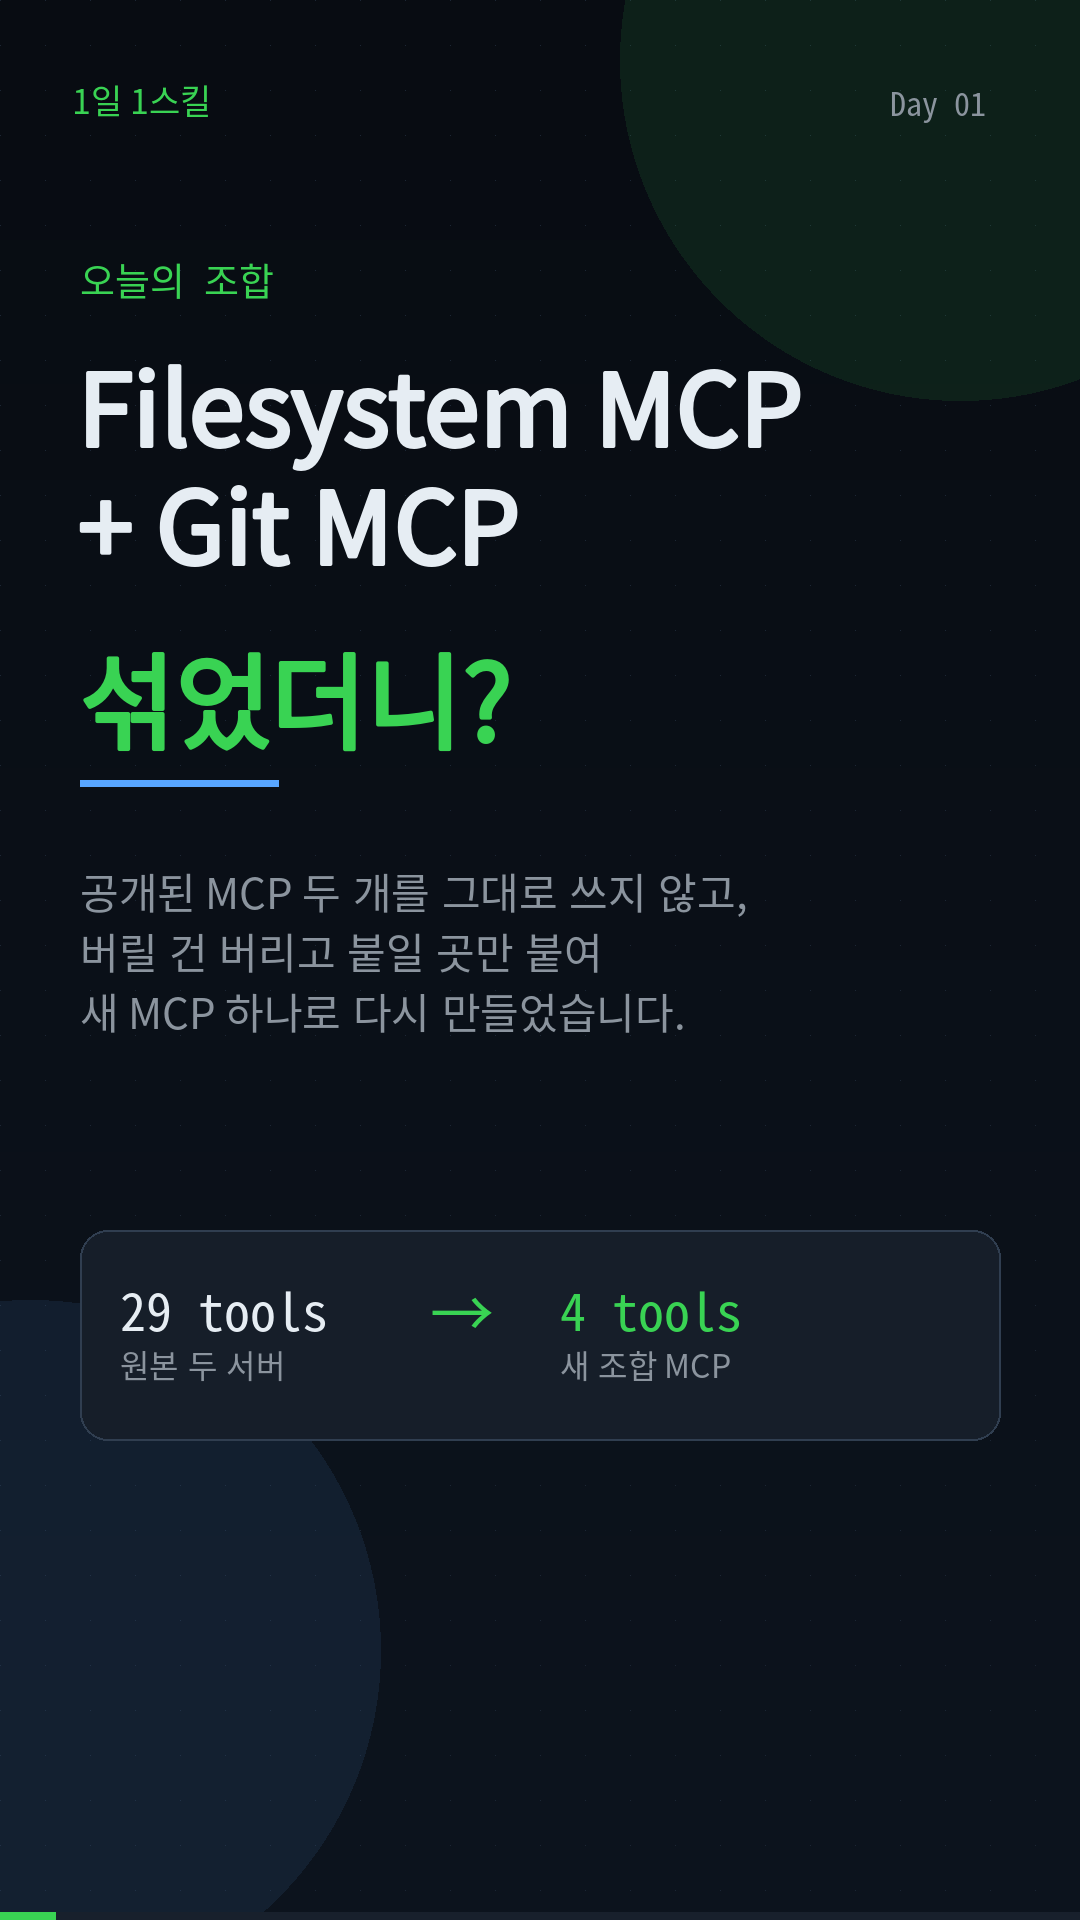 1일 1스킬
Day 01
오늘의 조합
Filesystem MCP
+ Git MCP
섞었더니?
공개된 MCP 두 개를 그대로 쓰지 않고,
버릴 건 버리고 붙일 곳만 붙여
새 MCP 하나로 다시 만들었습니다.
29 tools → 4 tools
원본 두 서버 새 조합 MCP